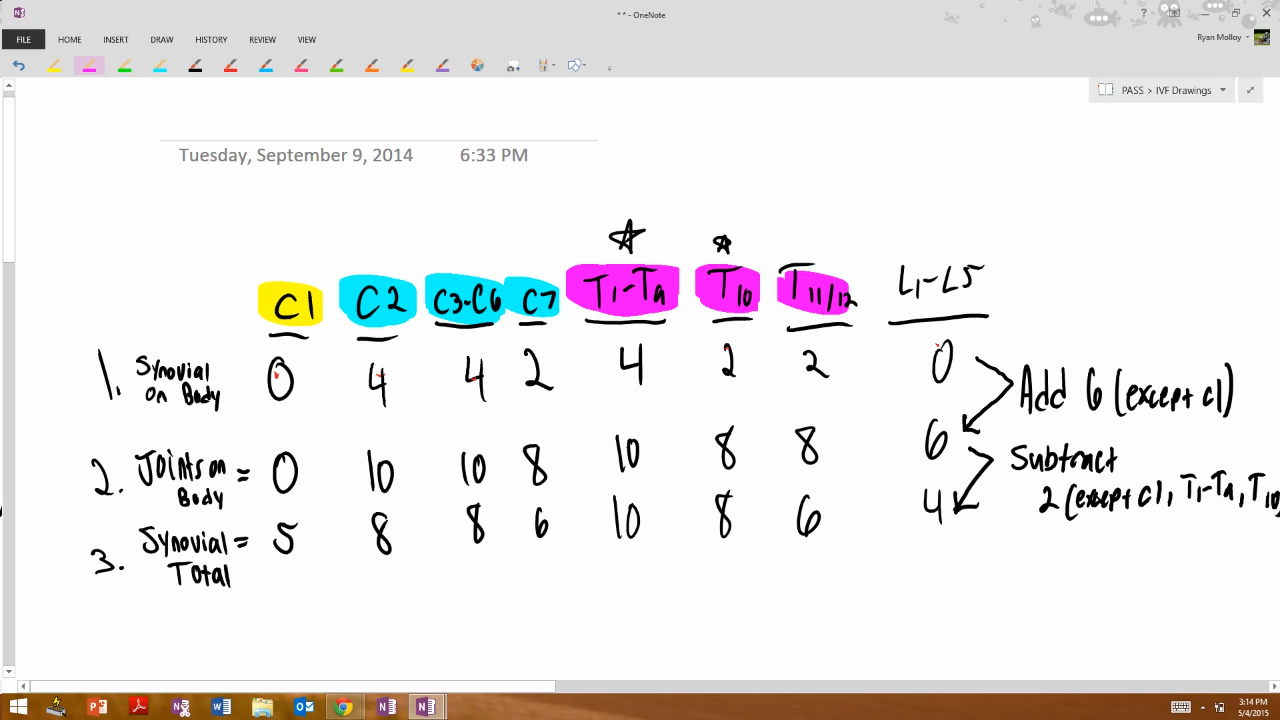 ** - OneNote
?
FILE HOME INSERT DRAW HISTORY REVIEW VIEW
Ryan Molloy
PASS > IVF Drawings
Tuesday, September 9, 2014 6:33 PM
C1 C2 C3-C6 C7 T1-T9 T10 T11/12 L1-L5
1. Synovial on Body 0 4 4 2 4 2 2 0
Add 6 (except c1)
2. Joints on Body = 0 10 10 8 10 8 8 6
Subtract
2 (except c1, T1-T9, T10)
3. Synovial Total = 5 8 8 6 10 8 6 4
3:14 PM
5/4/2015